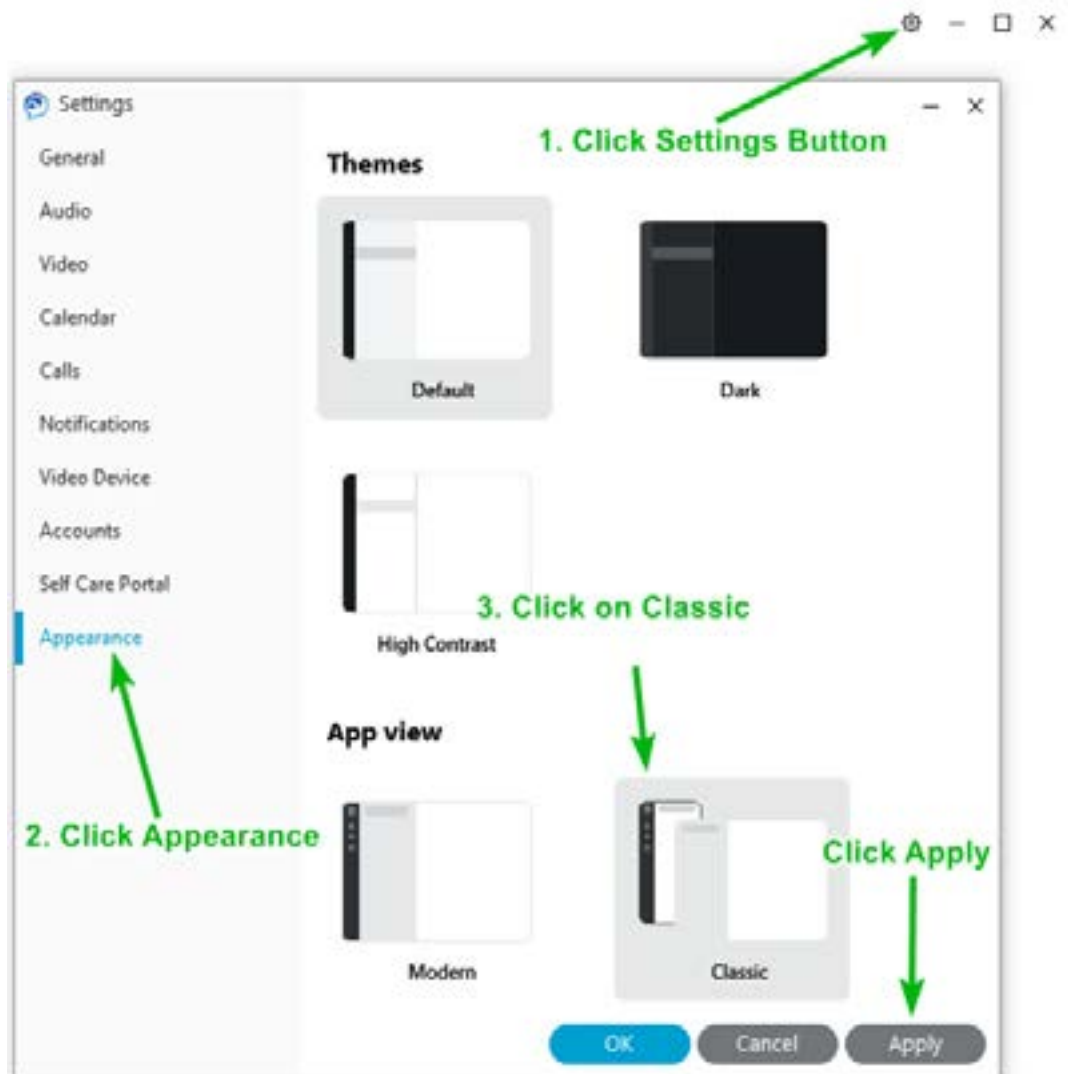 Settings
1. Click Settings Button
General
Themes
Audio
Video
Calendar
Calls
Default
Dark
Notifications
Video Device
Accounts
Self Care Portal
3. Click on Classic
Appearance
High Contrast
App view
2. Click Appearance
Click Apply
Modern
Classic
OK
Cancel
Apply